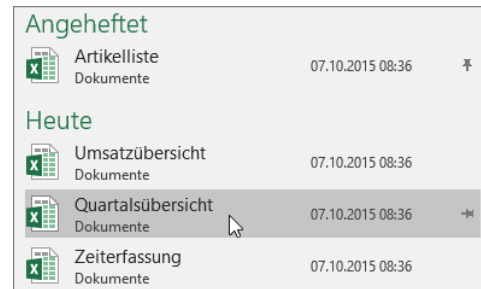 Angeheftet
Artikelliste
Dokumente
07.10.2015 08:36
Heute
Umsatzübersicht
Dokumente
07.10.2015 08:36
Quartalsübersicht
Dokumente
07.10.2015 08:36
Zeiterfassung
Dokumente
07.10.2015 08:36